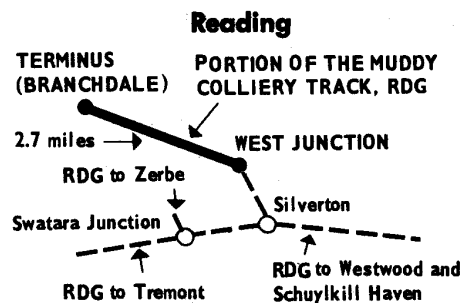 Reading
TERMINUS
(BRANCHDALE)
PORTION OF THE MUDDY
COLLIERY TRACK, RDG
2.7 miles
WEST JUNCTION
RDG to Zerbe
Silverton
Swatara Junction
RDG to Tremont
RDG to Westwood and
Schuylkill Haven